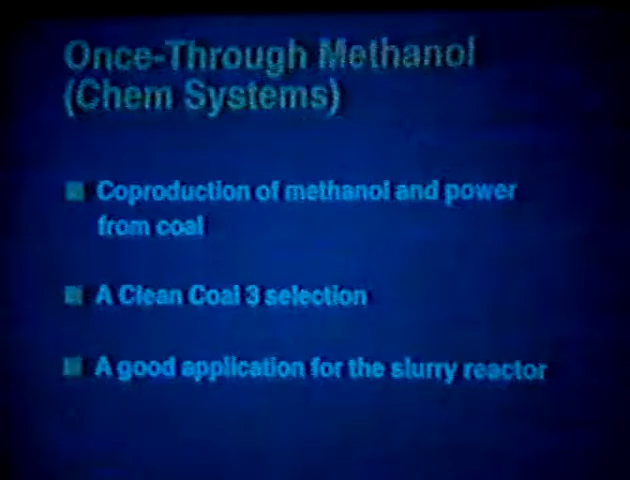 Once-Through Methanol
(Chem Systems)
Coproduction of methanol and power
from coal
A Clean Coal 3 selection
A good application for the slurry reactor